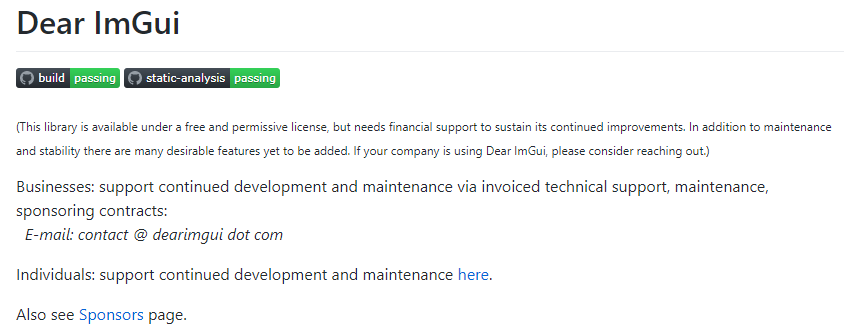 Dear ImGui
build passing static-analysis passing
(This library is available under a free and permissive license, but needs financial support to sustain its continued improvements. In addition to maintenance
and stability there are many desirable features yet to be added. If your company is using Dear ImGui, please consider reaching out.)
Businesses: support continued development and maintenance via invoiced technical support, maintenance,
sponsoring contracts:
E-mail: contact @ dearimgui dot com
Individuals: support continued development and maintenance here.
Also see Sponsors page.